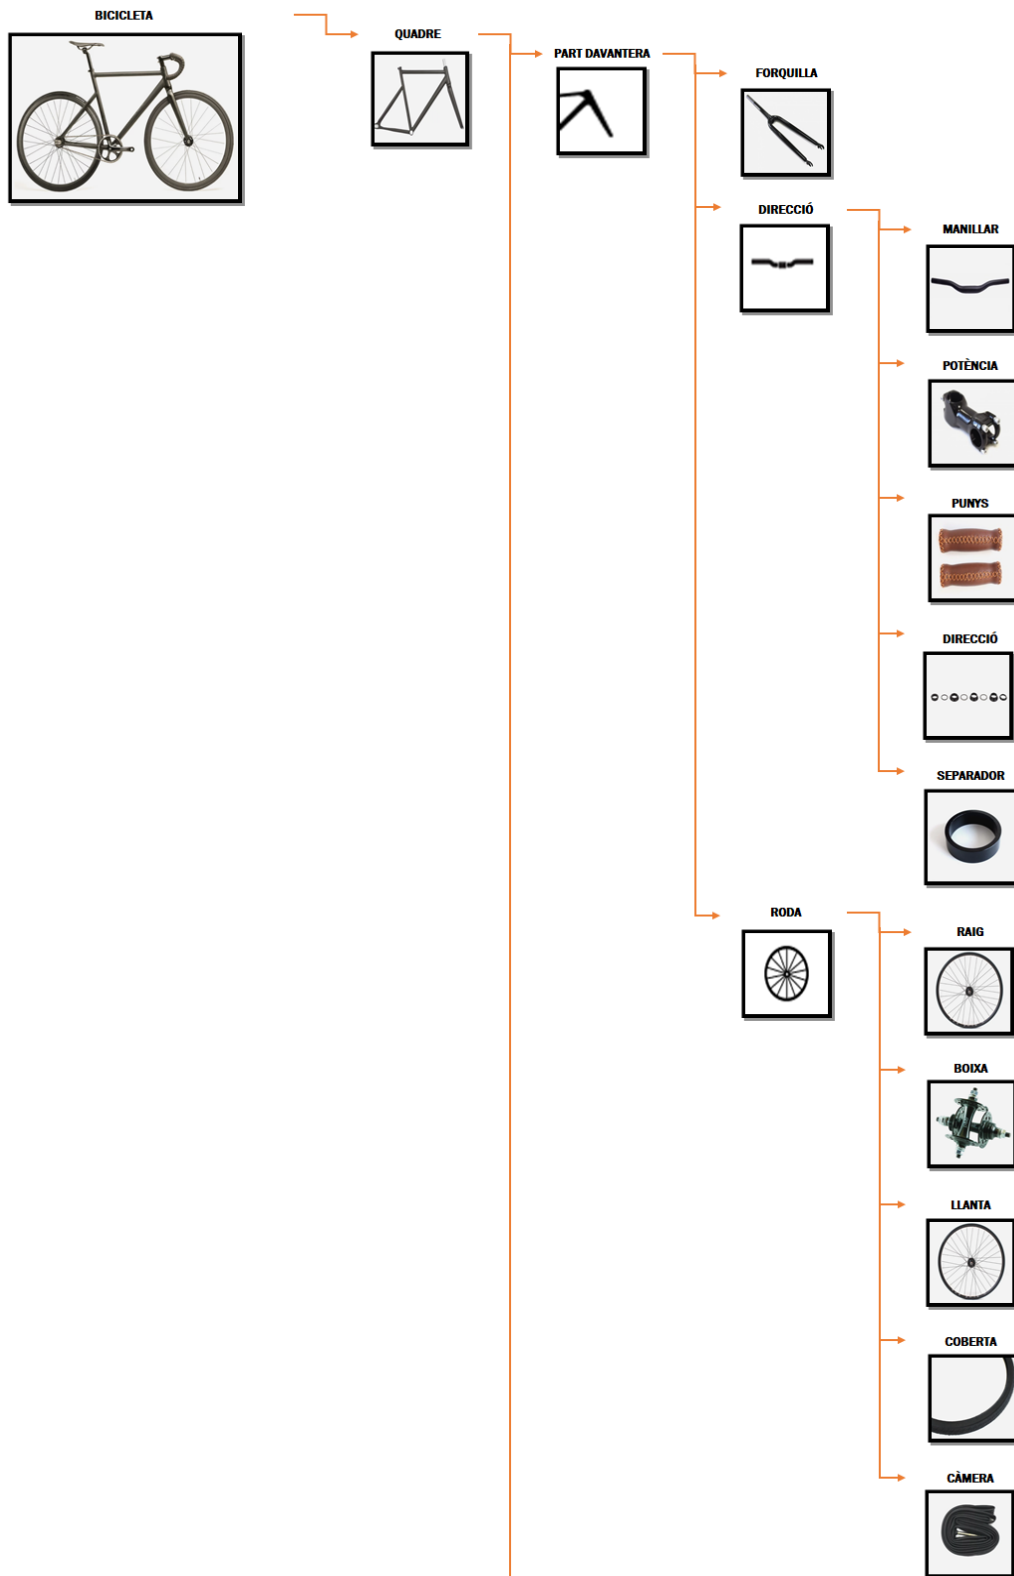 BICICLETA
QUADRE
PART DAVANTERA
FORQUILLA
DIRECCIÓ
MANILLAR
POTÈNCIA
PUNYS
DIRECCIÓ
SEPARADOR
RODA
RAIG
BOIXA
LLANTA
COBERTA
CÀMERA